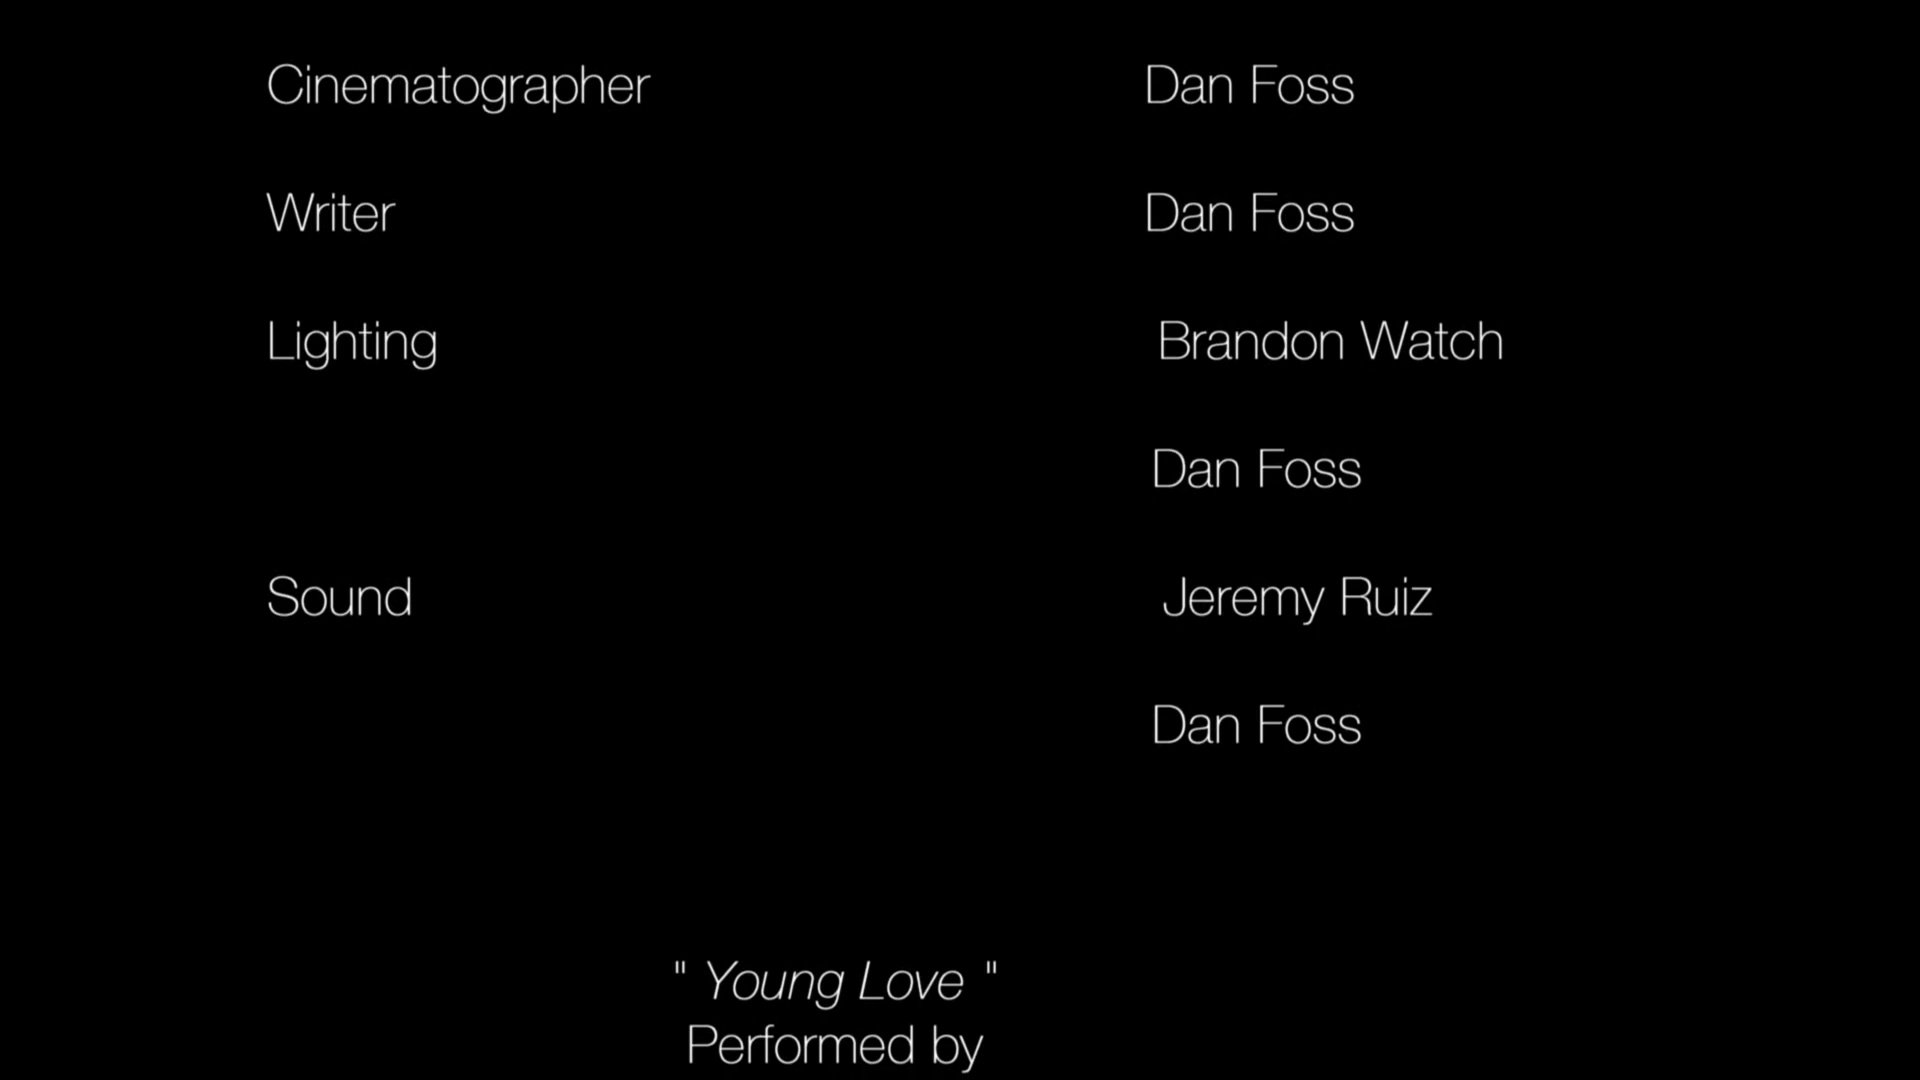 Cinematographer Dan Foss
Writer Dan Foss
Lighting Brandon Watch
Dan Foss
Sound Jeremy Ruiz
Dan Foss
" Young Love "
Performed by